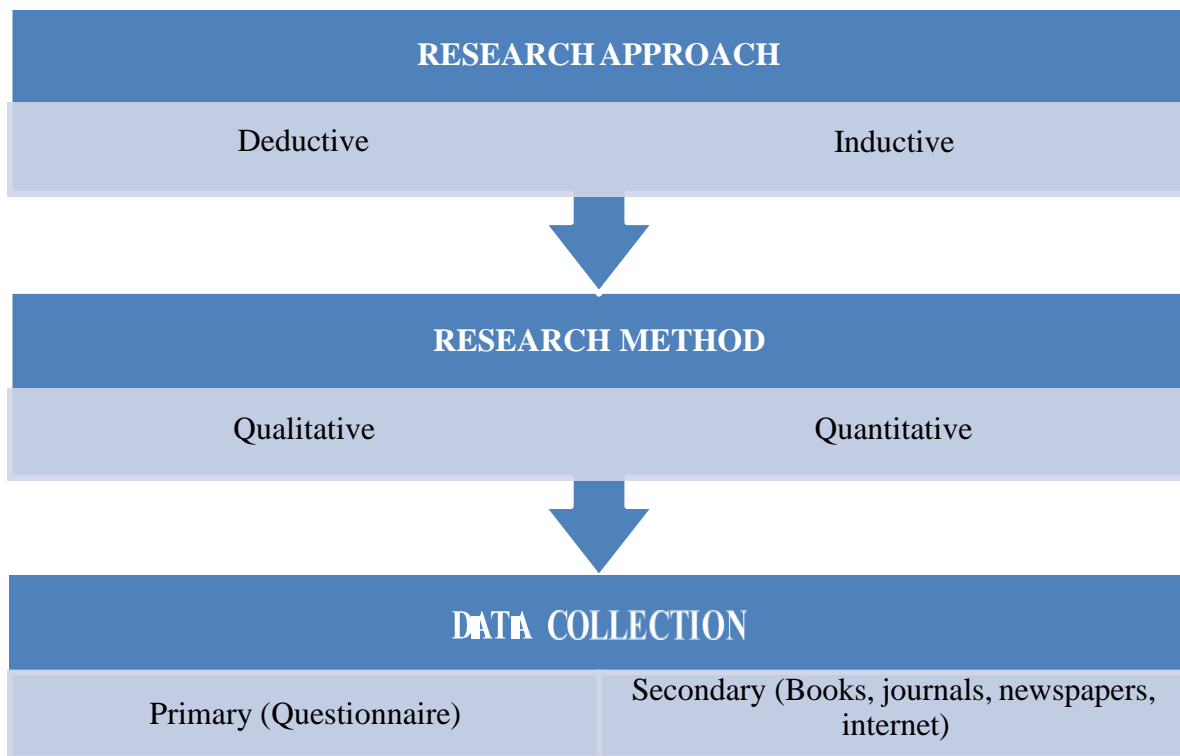 RESEARCH APPROACH
Deductive
Inductive
RESEARCH METHOD
Qualitative
Quantitative
DATA COLLECTION
Primary (Questionnaire)
Secondary (Books, journals, newspapers,
internet)